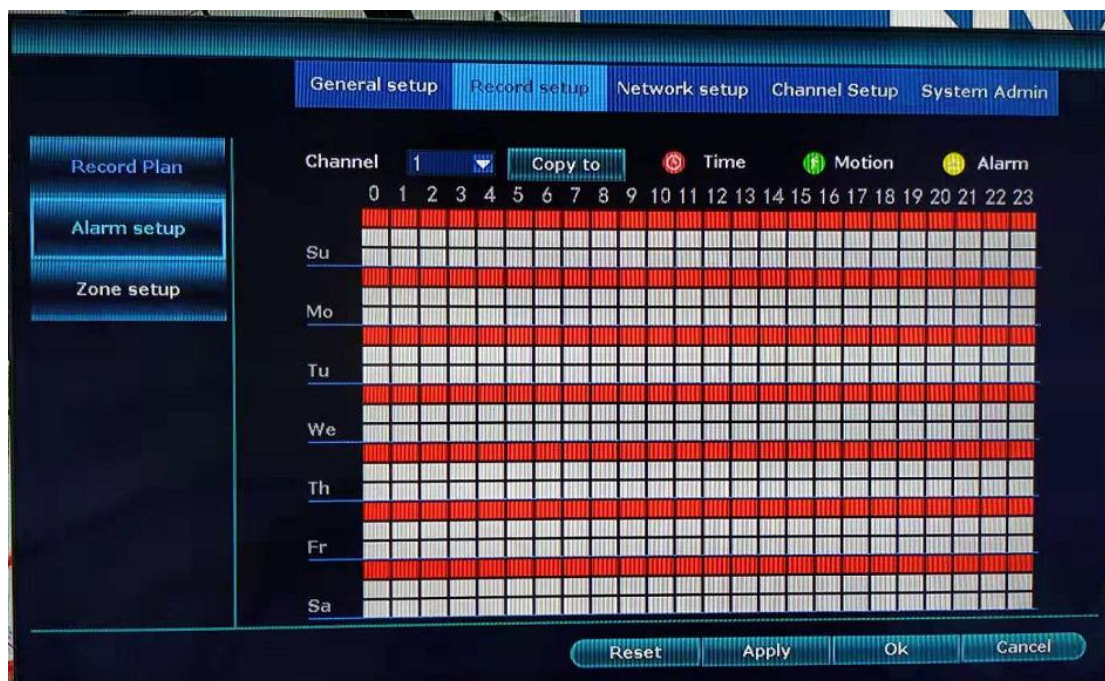 General setup Record setup Network setup Channel Setup System Admin
Record Plan
Alarm setup
Zone setup
Channel 1 Copy to Time Motion Alarm
0 1 2 3 4 5 6 7 8 9 10 11 12 13 14 15 16 17 18 19 20 21 22 23
Su
Mo
Tu
We
Th
Fr
Sa
Reset Apply Ok Cancel